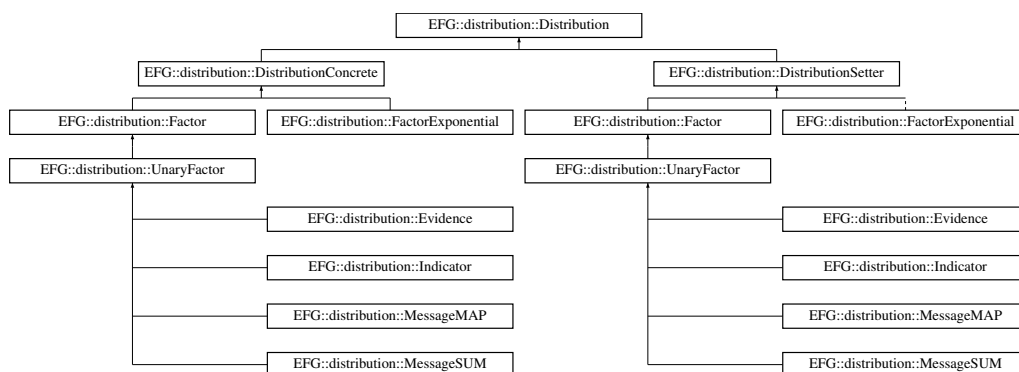 EFG::distribution::Distribution
EFG::distribution::DistributionConcrete
EFG::distribution::DistributionSetter
EFG::distribution::Factor
EFG::distribution::FactorExponential
EFG::distribution::Factor
EFG::distribution::FactorExponential
EFG::distribution::UnaryFactor
EFG::distribution::UnaryFactor
EFG::distribution::Evidence
EFG::distribution::Evidence
EFG::distribution::Indicator
EFG::distribution::Indicator
EFG::distribution::MessageMAP
EFG::distribution::MessageMAP
EFG::distribution::MessageSUM
EFG::distribution::MessageSUM